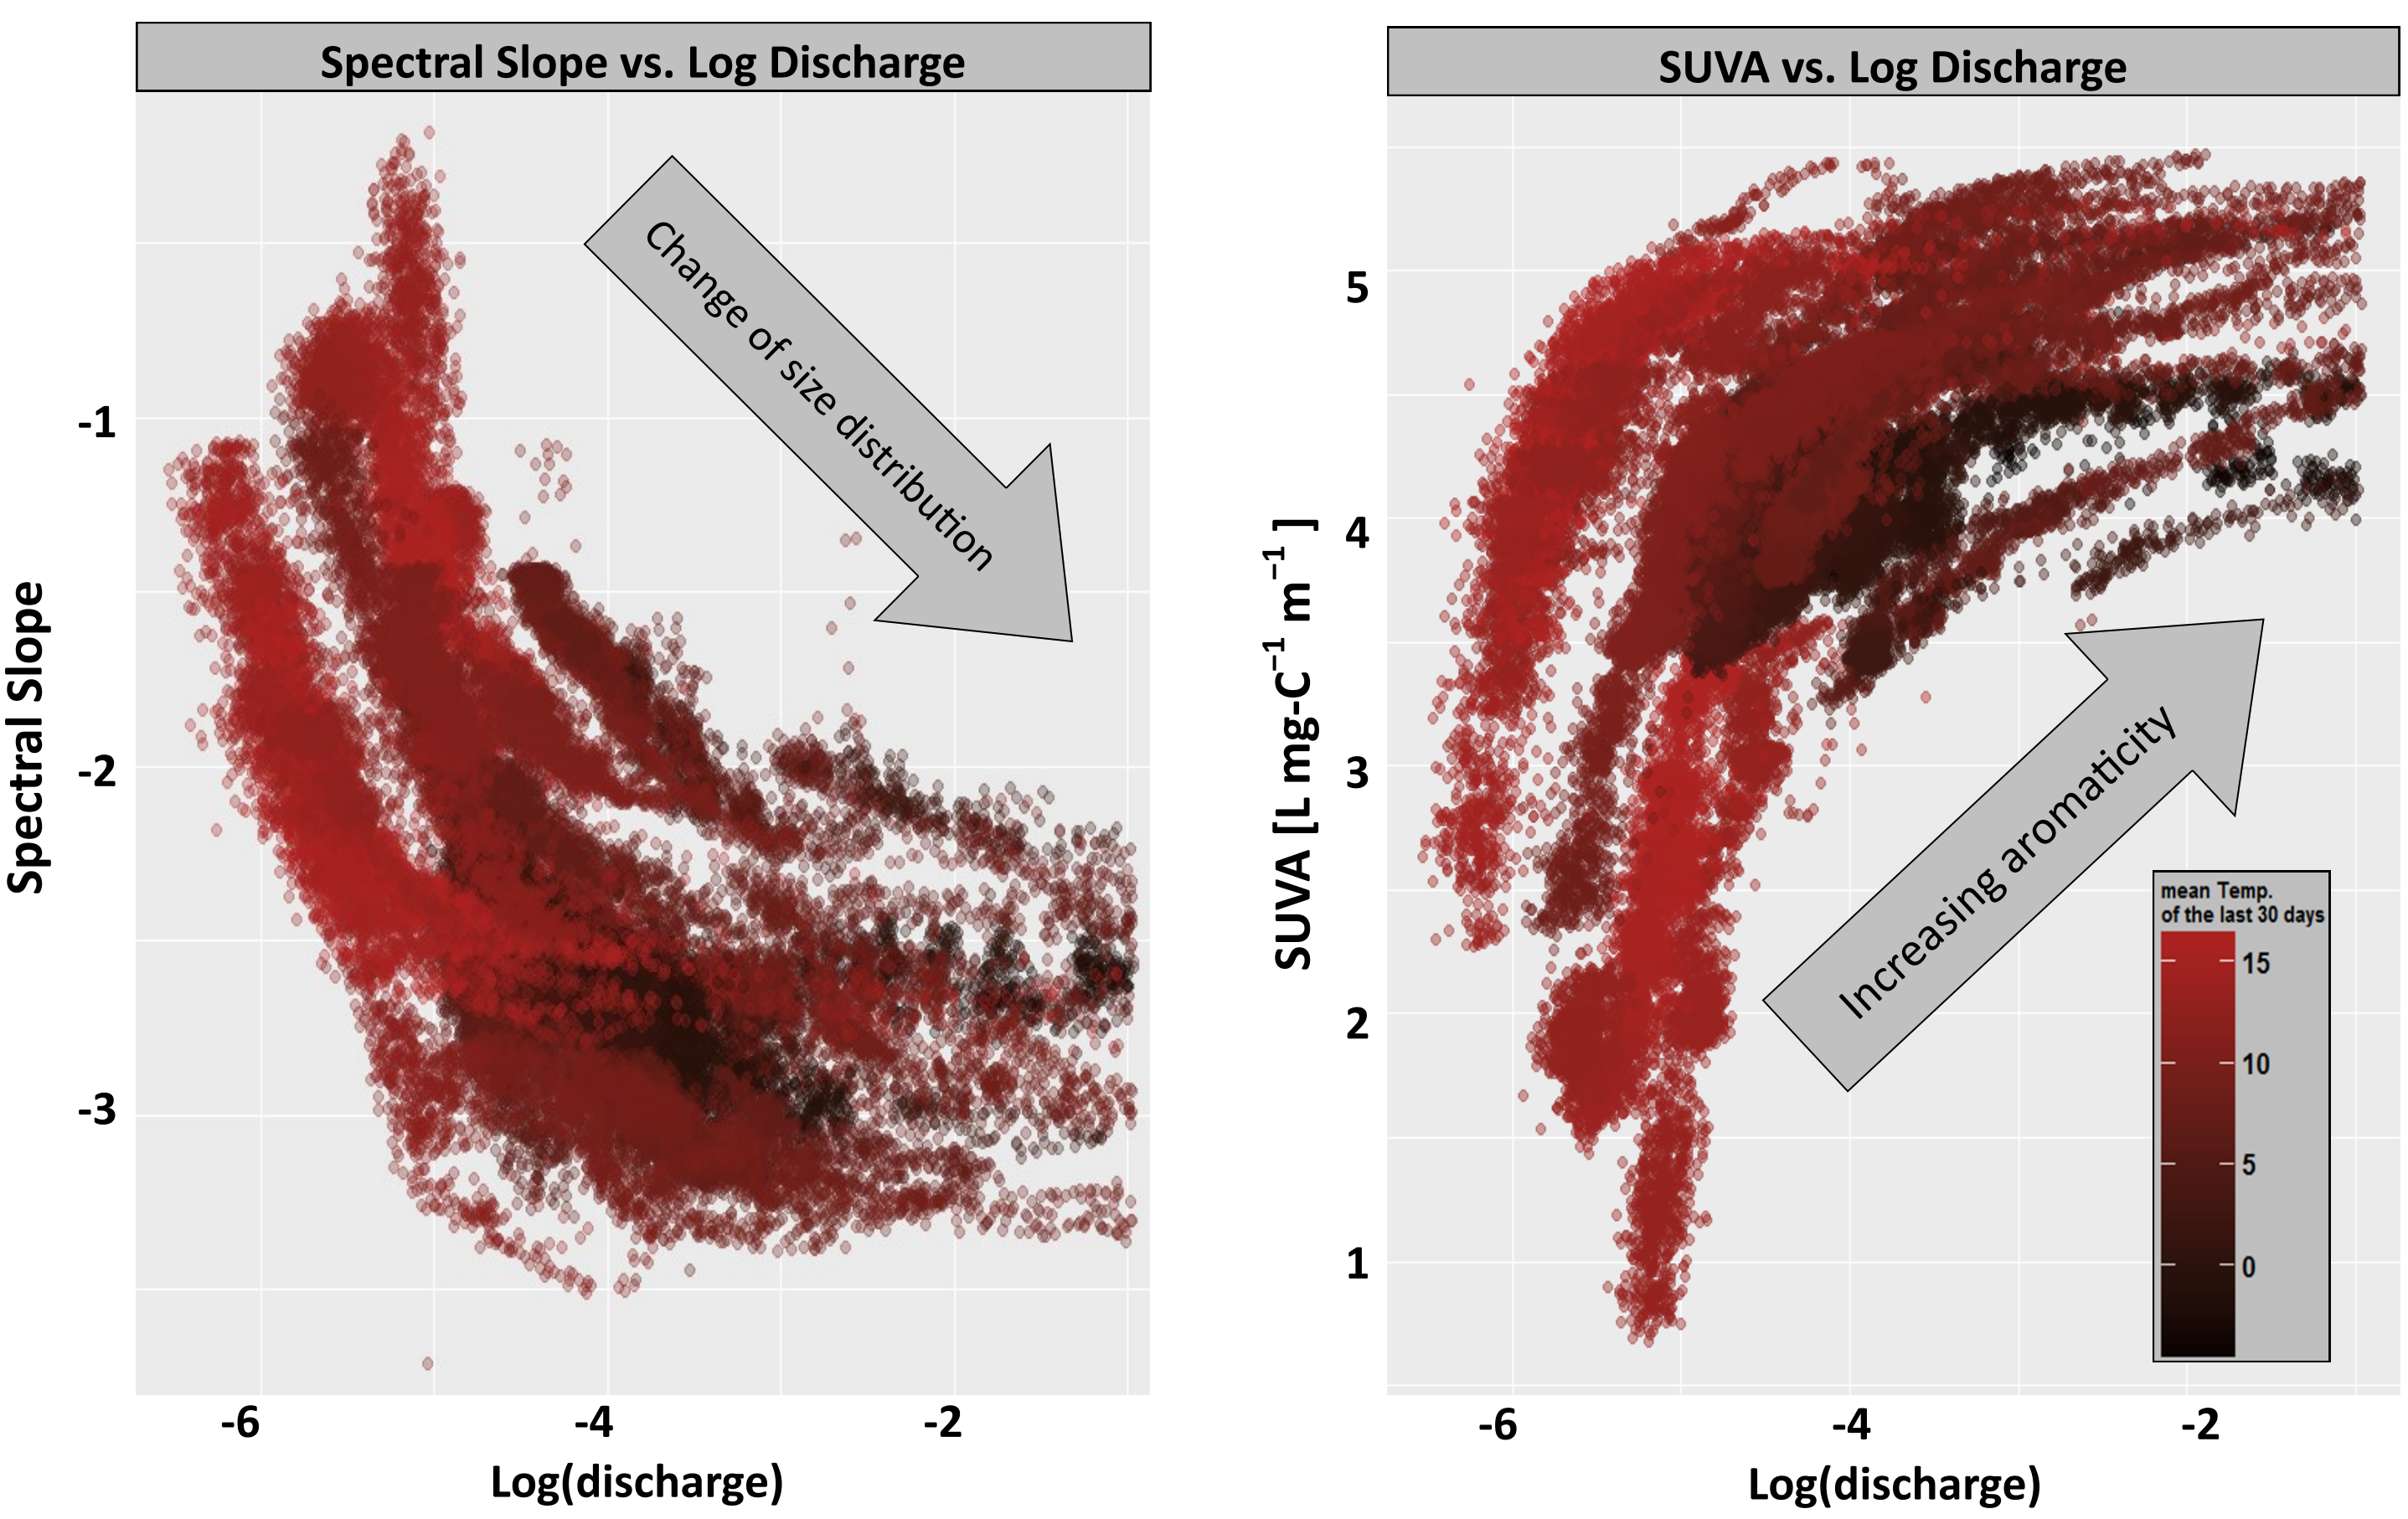 Spectral Slope vs. Log Discharge
Change of size distribution
Spectral Slope
-1
-2
-3
-6
-4
-2
Log(discharge)
SUVA vs. Log Discharge
SUVA [L mg-C⁻¹ m⁻¹ ]
5
4
3
2
1
Increasing aromaticity
mean Temp.
of the last 30 days
15
10
5
0
-6
-4
-2
Log(discharge)